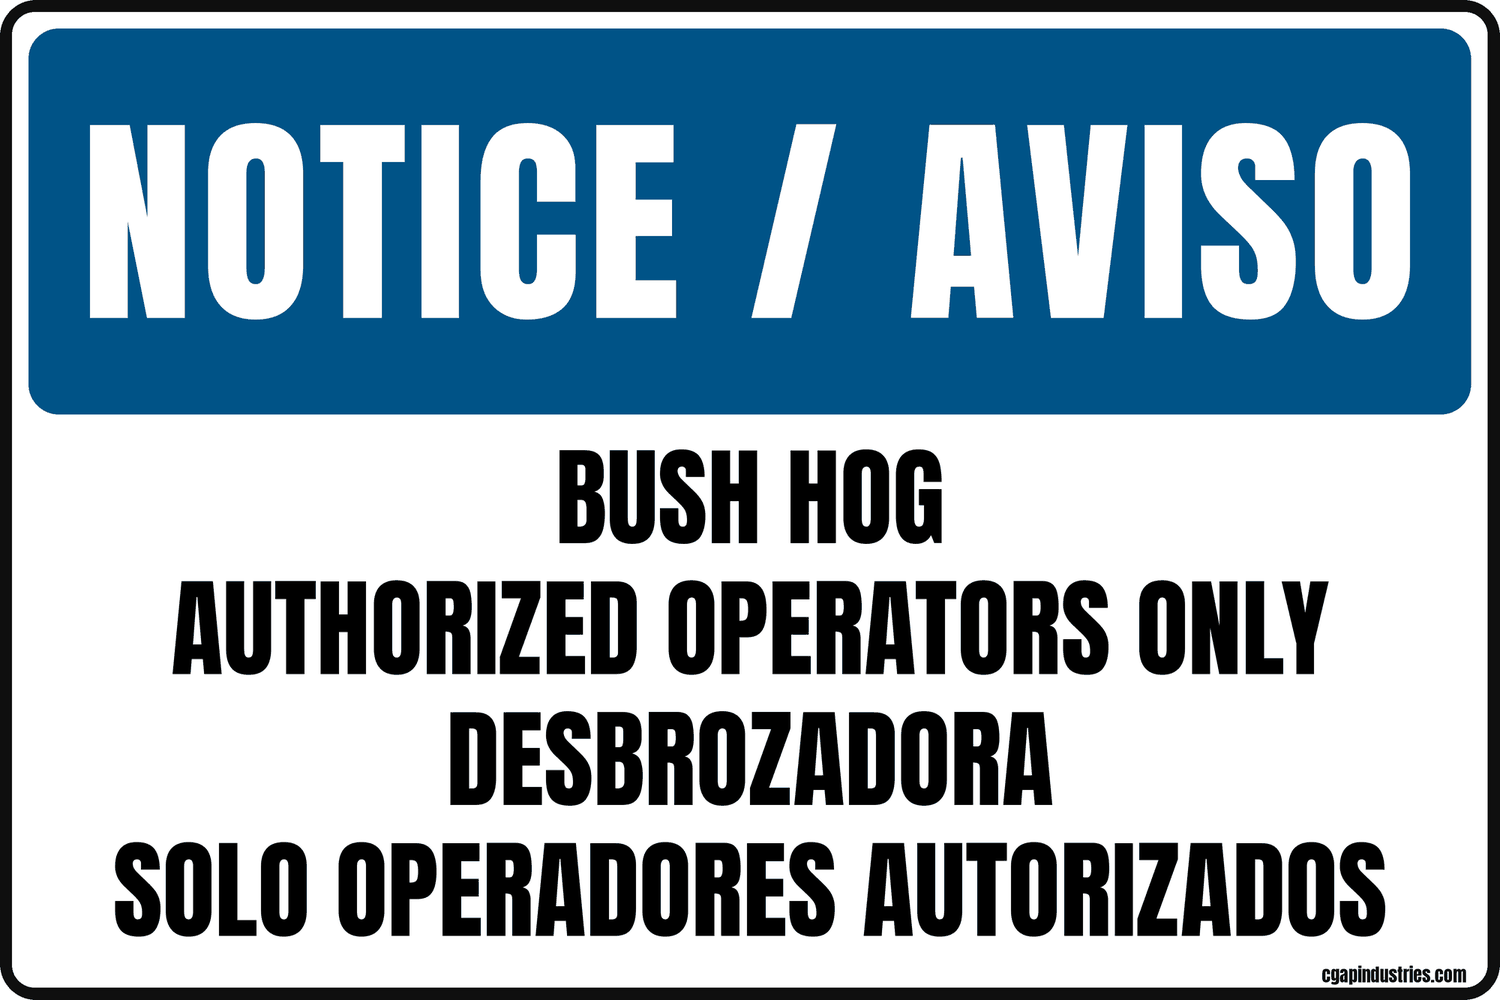 NOTICE / AVISO
BUSH HOG
AUTHORIZED OPERATORS ONLY
DESBROZADORA
SOLO OPERADORES AUTORIZADOS
cgapindustries.com